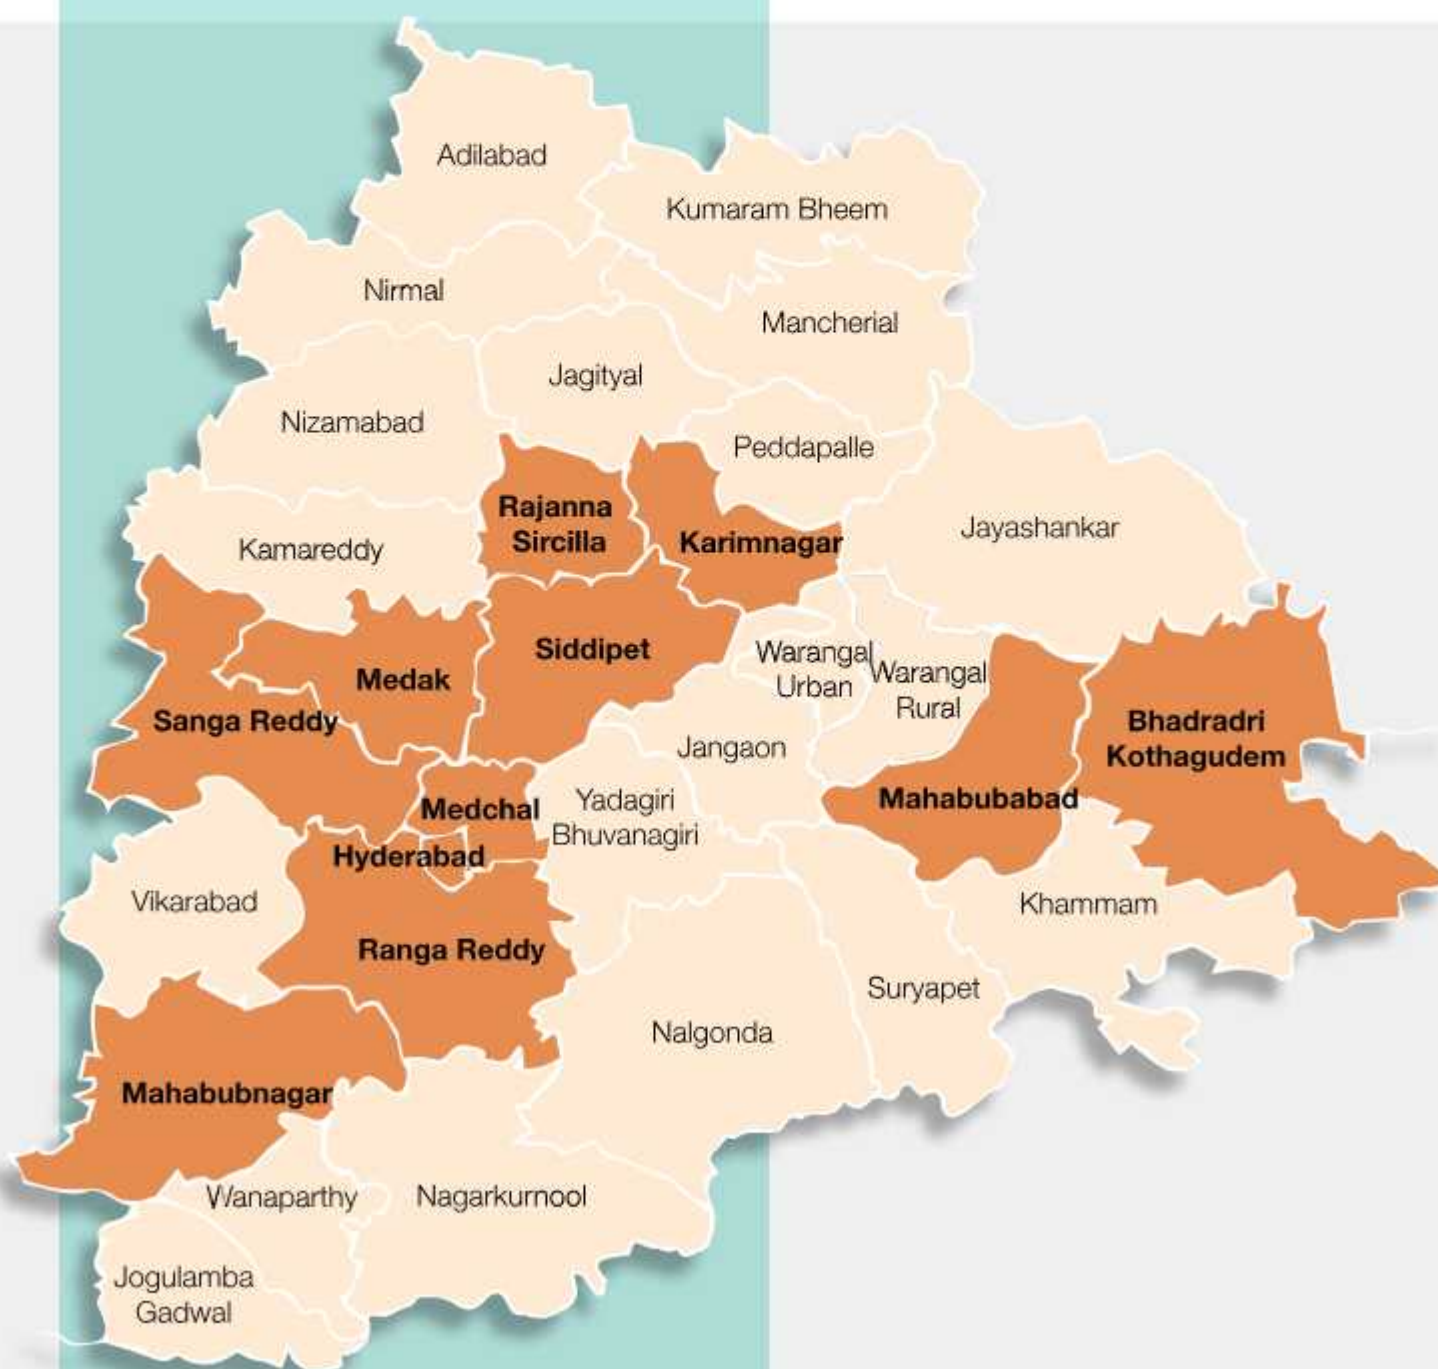 Adilabad
Kumaram Bheem
Nirmal
Mancherial
Jagityal
Nizamabad
Peddapalle
Rajanna
Sircilla
Karimnagar
Jayashankar
Kamareddy
Siddipet
Warangal
Urban
Warangal
Rural
Medak
Sanga Reddy
Bhadradri
Kothagudem
Jangaon
Mahabubabad
Medchal
Yadagiri
Bhuvanagiri
Hyderabad
Vikarabad
Khammam
Ranga Reddy
Suryapet
Nalgonda
Mahabubnagar
Wanaparthy
Nagarkurnool
Jogulamba
Gadwal